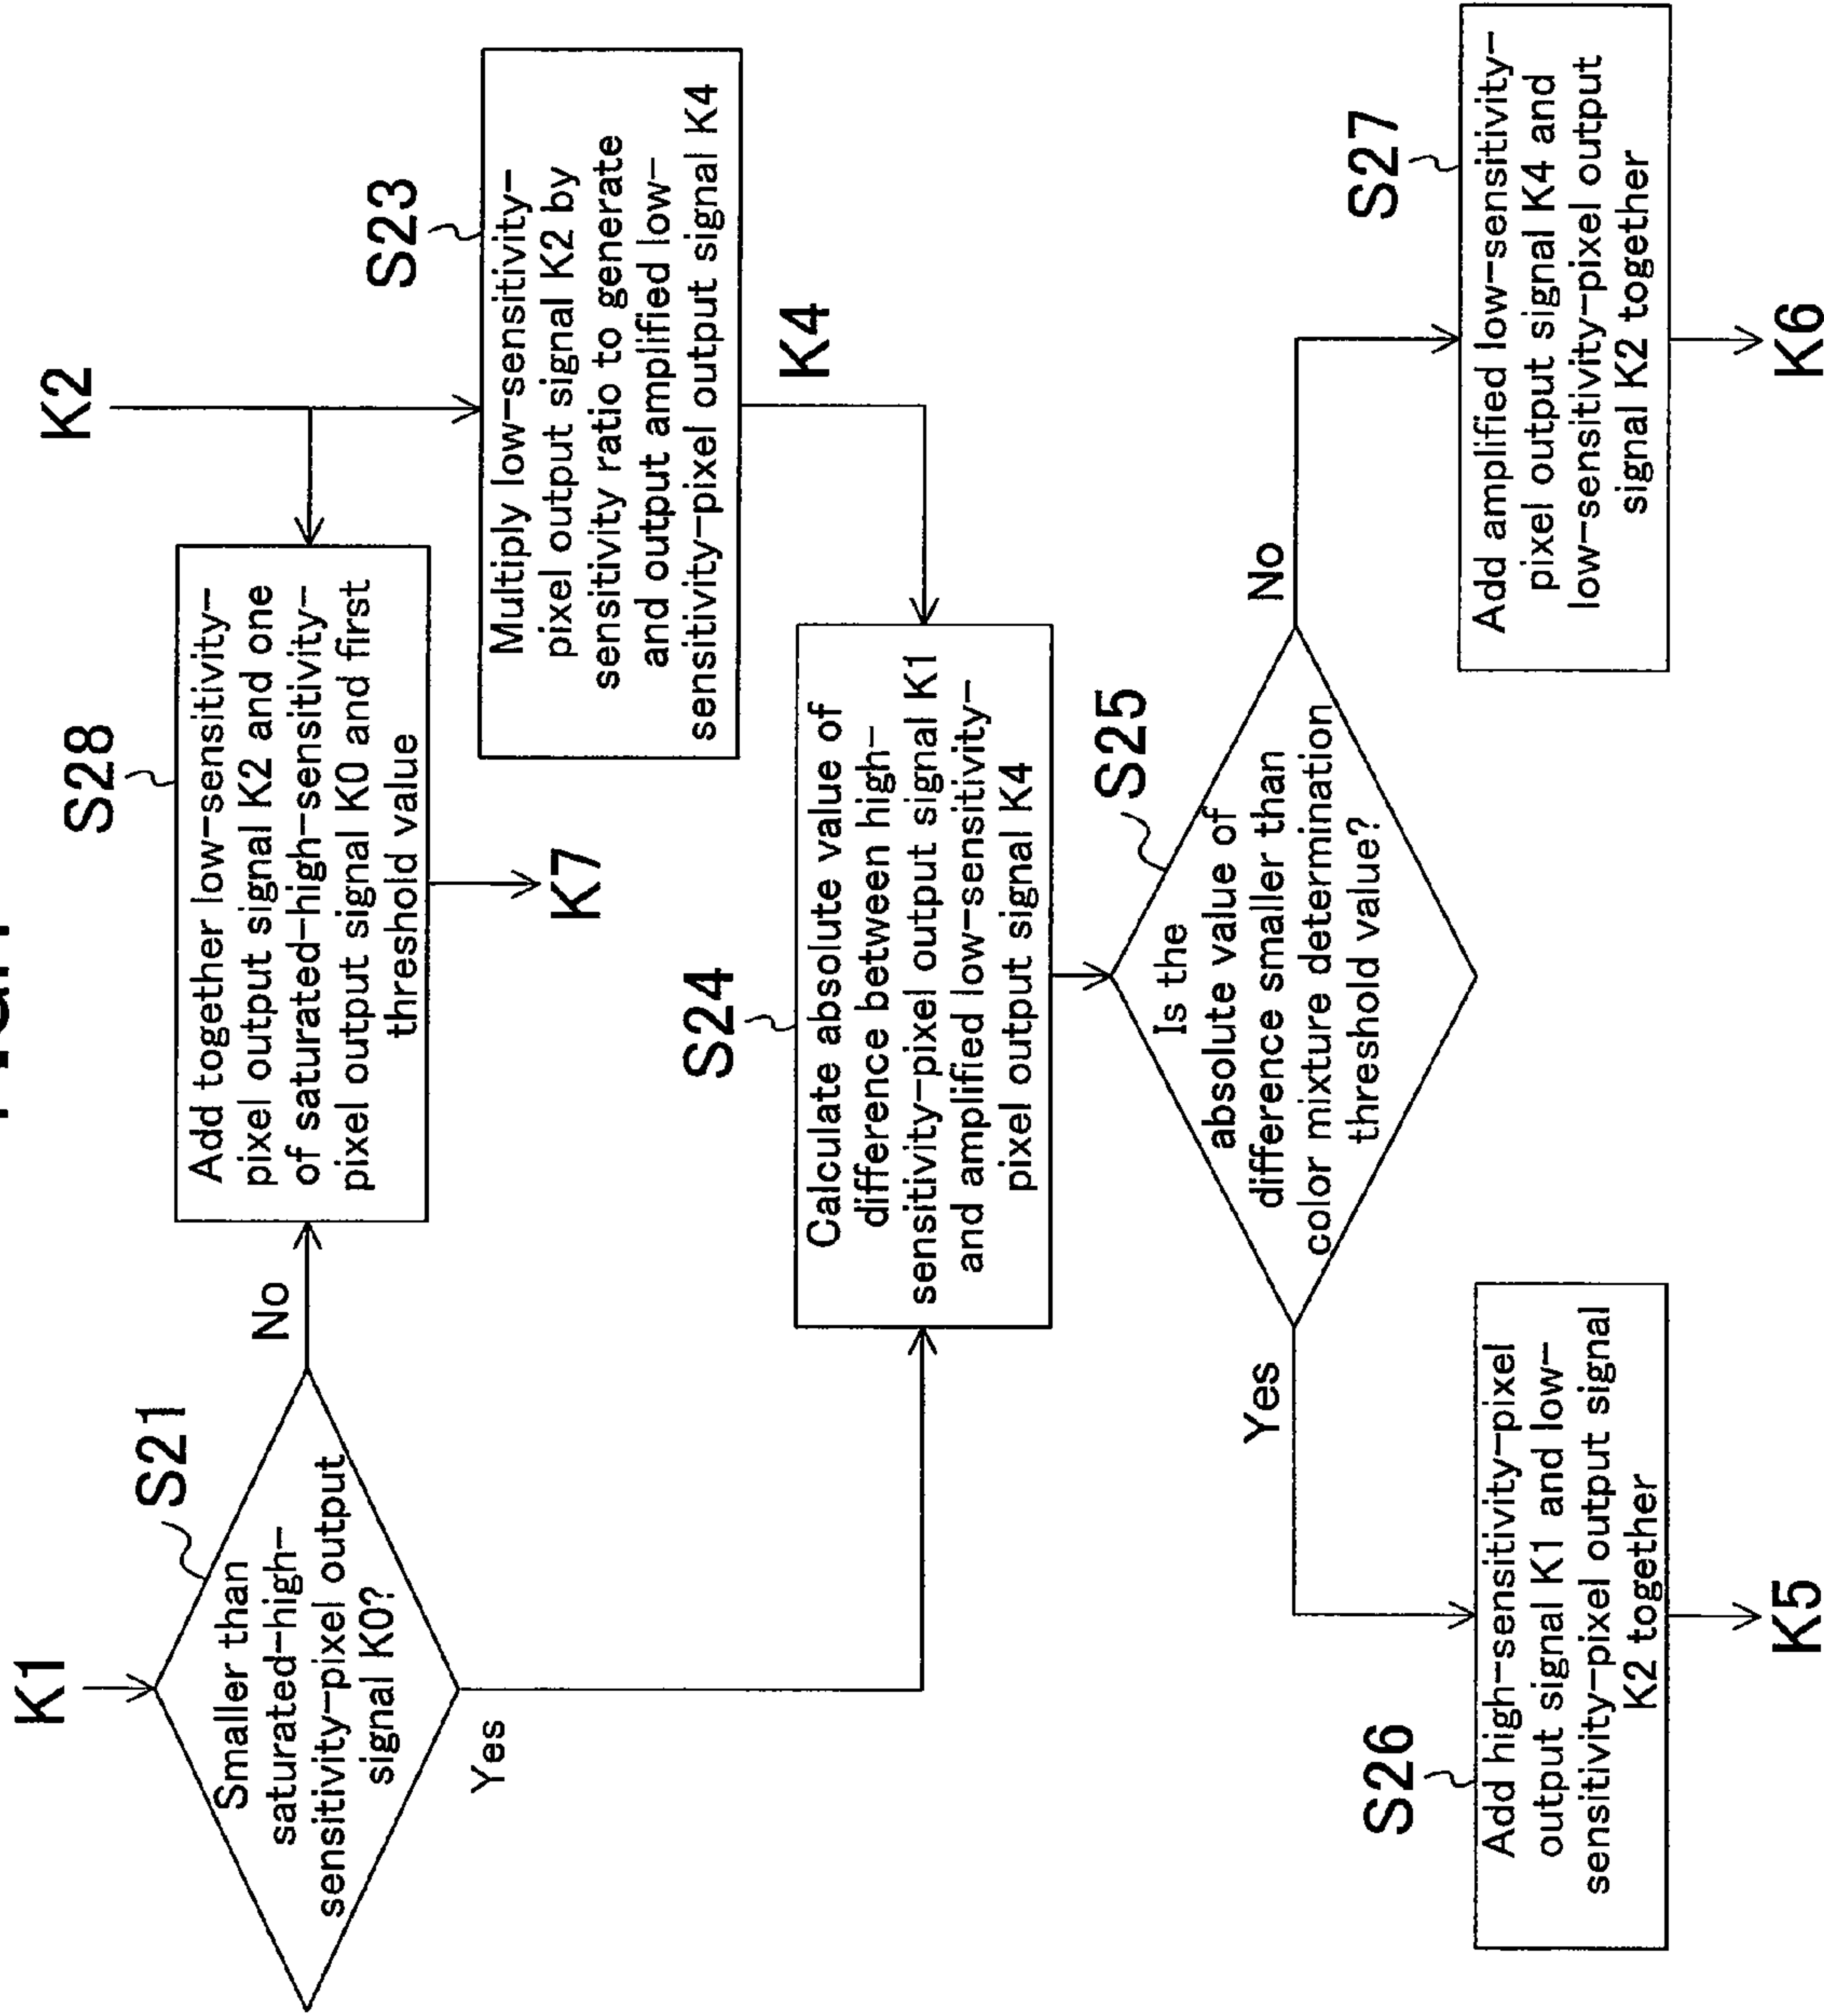 K1
K2
S21
Smaller than
saturated-high-
sensitivity-pixel output
signal K0?
No
Yes
S28
Add together low-sensitivity-
pixel output signal K2 and one
of saturated-high-sensitivity-
pixel output signal K0 and first
threshold value
K7
S23
Multiply low-sensitivity-
pixel output signal K2 by
sensitivity ratio to generate
and output amplified low-
sensitivity-pixel output signal K4
K4
S24
Calculate absolute value of
difference between high-
sensitivity-pixel output signal K1
and amplified low-sensitivity-
pixel output signal K4
S25
Is the
absolute value of
difference smaller than
color mixture determination
threshold value?
Yes
No
S26
Add high-sensitivity-pixel
output signal K1 and low-
sensitivity-pixel output signal
K2 together
K5
S27
Add amplified low-sensitivity-
pixel output signal K4 and
low-sensitivity-pixel output
signal K2 together
K6